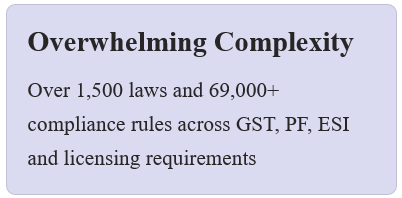 Overwhelming Complexity
Over 1,500 laws and 69,000+
compliance rules across GST, PF, ESI
and licensing requirements